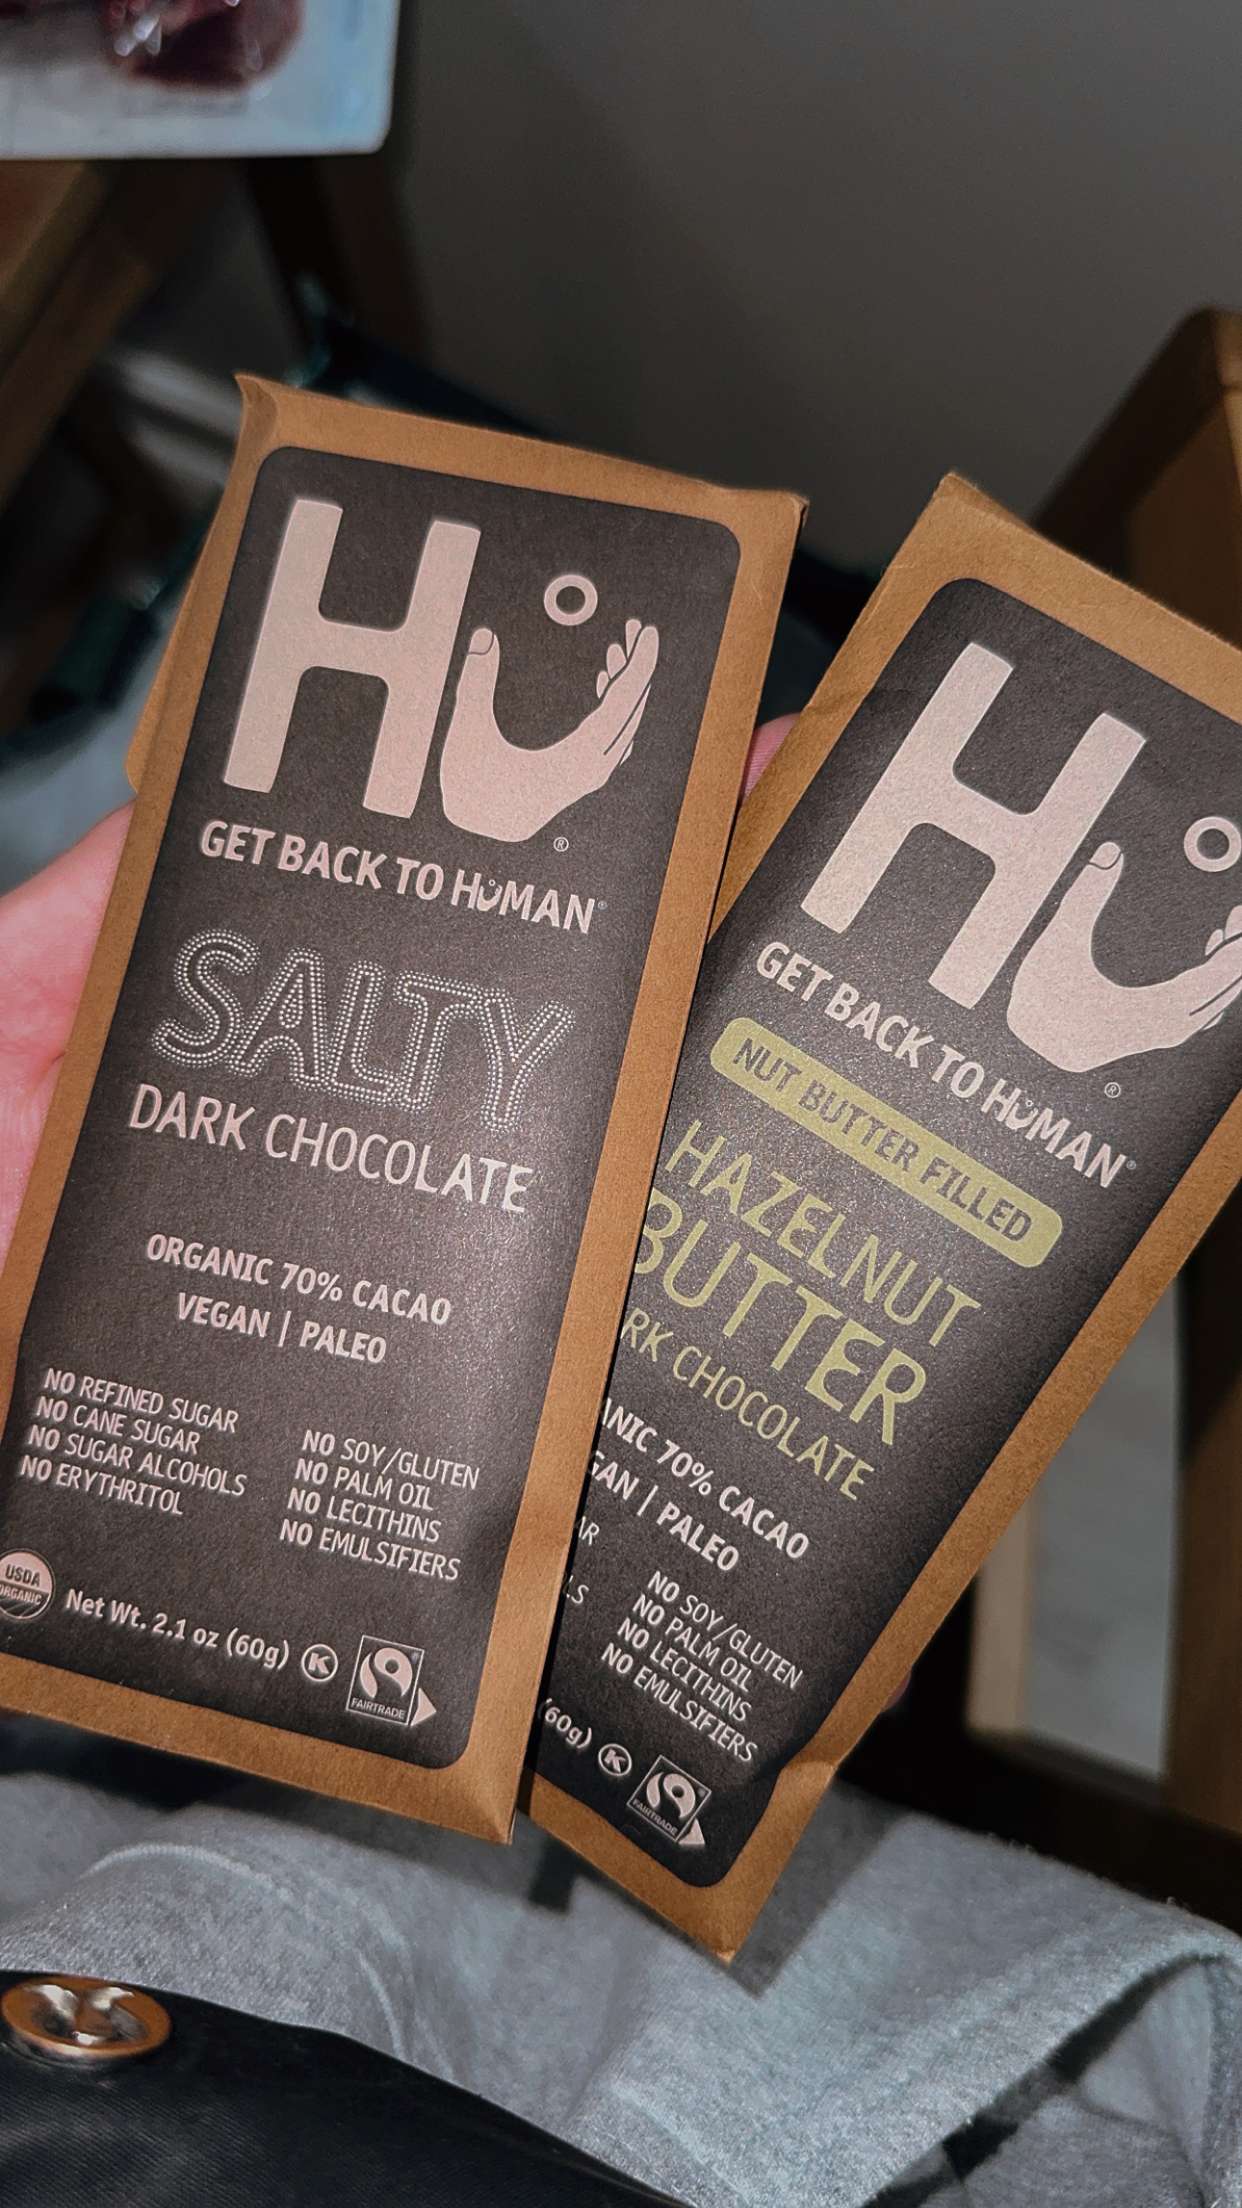 Hu
GET BACK TO HUMAN
SALTY
DARK CHOCOLATE
ORGANIC 70% CACAO
VEGAN | PALEO
NO REFINED SUGAR
NO CANE SUGAR
NO SUGAR ALCOHOLS
NO ERYTHRITOL
NO SOY/GLUTEN
NO PALM OIL
NO LECITHINS
NO EMULSIFIERS
USDA
ORGANIC
Net Wt. 2.1 oz (60g)
K
FAIRTRADE
Hu
GET BACK TO HUMAN
NUT BUTTER FILLED
HAZELNUT
BUTTER
RK CHOCOLATE
ANIC 70% CACAO
GAN | PALEO
AR
LS
NO SOY/GLUTEN
NO PALM OIL
NO LECITHINS
NO EMULSIFIERS
(60g)
K
FAIRTRADE